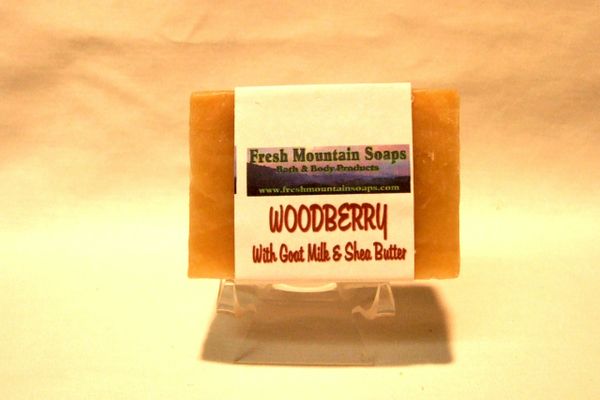 Fresh Mountain Soaps
Bath & Body Products
www.freshmountainsoaps.com
WOODBERRY
With Goat Milk & Shea Butter